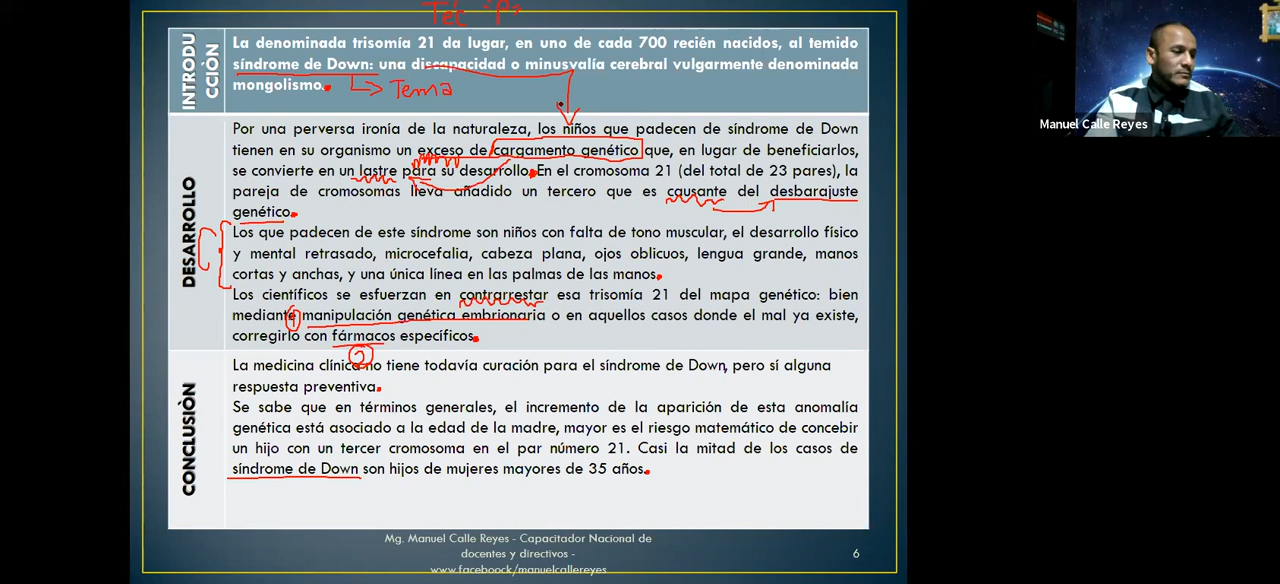 Téc
INTRODU
CCIÓN
La denominada trisomía 21 da lugar, en uno de cada 700 recién nacidos, al temido
síndrome de Down: una discapacidad o minusvalía cerebral vulgarmente denominada
mongolismo.
Tema
DESARROLLO
Por una perversa ironía de la naturaleza, los niños que padecen de síndrome de Down
tienen en su organismo un exceso de cargamento genético que, en lugar de beneficiarlos,
se convierte en un lastre para su desarrollo. En el cromosoma 21 (del total de 23 pares), la
pareja de cromosomas lleva añadido un tercero que es causante del desbarajuste
genético.
Los que padecen de este síndrome son niños con falta de tono muscular, el desarrollo físico
y mental retrasado, microcefalia, cabeza plana, ojos oblicuos, lengua grande, manos
cortas y anchas, y una única línea en las palmas de las manos.
Los científicos se esfuerzan en contrarrestar esa trisomía 21 del mapa genético: bien
mediante manipulación genética embrionaria o en aquellos casos donde el mal ya existe,
1
corregirlo con fármacos específicos.
2
CONCLUSIÓN
La medicina clínica no tiene todavía curación para el síndrome de Down, pero sí alguna
respuesta preventiva.
Se sabe que en términos generales, el incremento de la aparición de esta anomalía
genética está asociado a la edad de la madre, mayor es el riesgo matemático de concebir
un hijo con un tercer cromosoma en el par número 21. Casi la mitad de los casos de
síndrome de Down son hijos de mujeres mayores de 35 años.
Mg. Manuel Calle Reyes - Capacitador Nacional de
docentes y directivos -
www.faceboock/manuelcallereyes
6
Manuel Calle Reyes